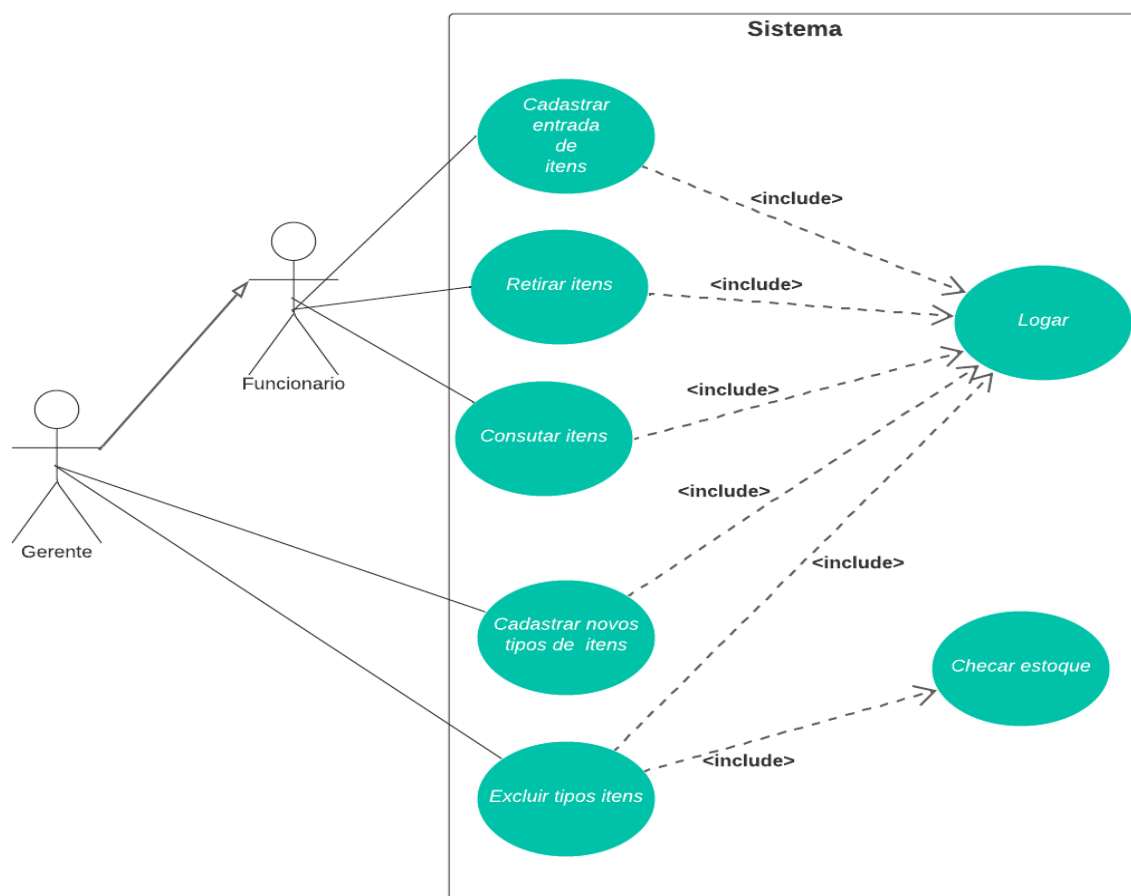 Sistema
Cadastrar
entrada
de
itens
<include>
Retirar itens
<include>
Logar
Funcionario
Consutar itens
<include>
<include>
Gerente
<include>
Cadastrar novos
tipos de itens
Checar estoque
<include>
Excluir tipos itens